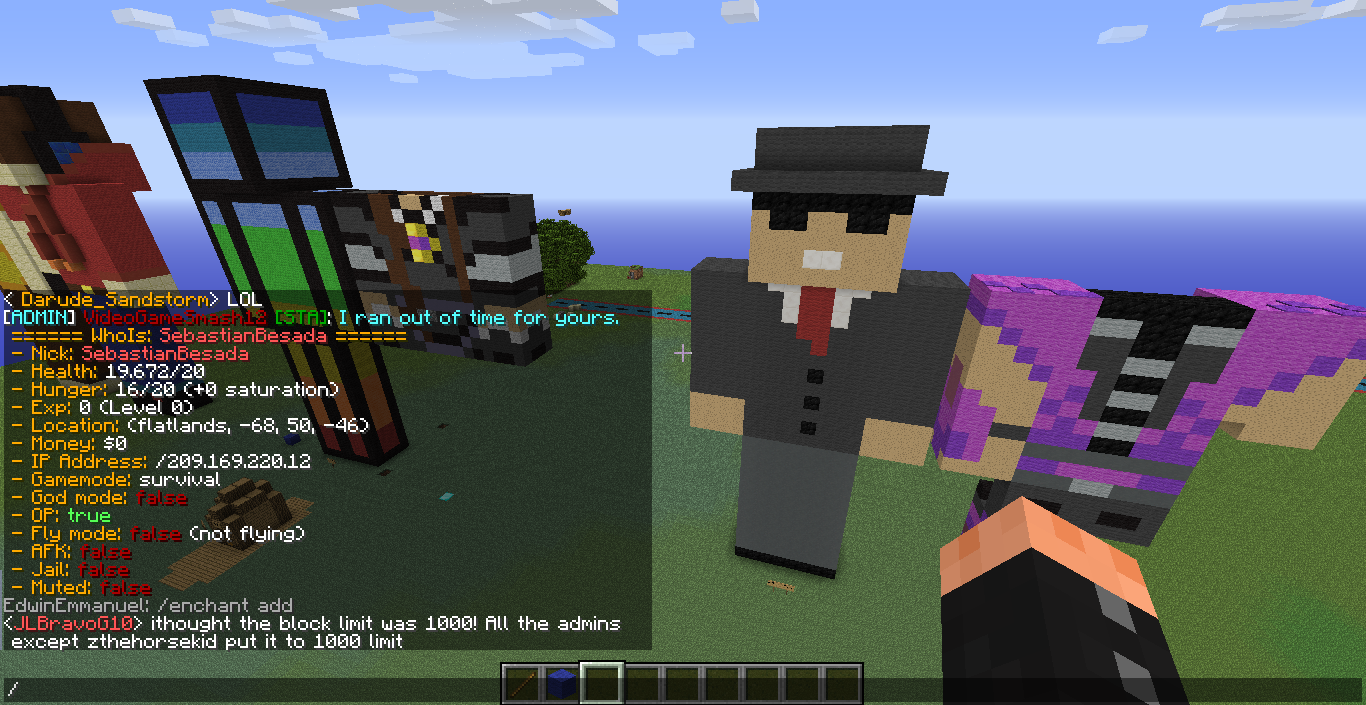 < Darude_Sandstorm> LOL
[ADMIN] VideoGameSmash12 [STA]: I ran out of time for yours.
====== WhoIs: SebastianBesada ======
- Nick: SebastianBesada
- Health: 19.672/20
- Hunger: 16/20 (+0 saturation)
- Exp: 0 (Level 0)
- Location: (flatlands, -68, 50, -46)
- Money: $0
- IP Address: /209.169.220.12
- Gamemode: survival
- God mode: false
- OP: true
- Fly mode: false (not flying)
- AFK: false
- Jail: false
- Muted: false
EdwinEmmanuel: /enchant add
<JLBravoG10> ithought the block limit was 1000! All the admins
except zthehorsekid put it to 1000 limit
/